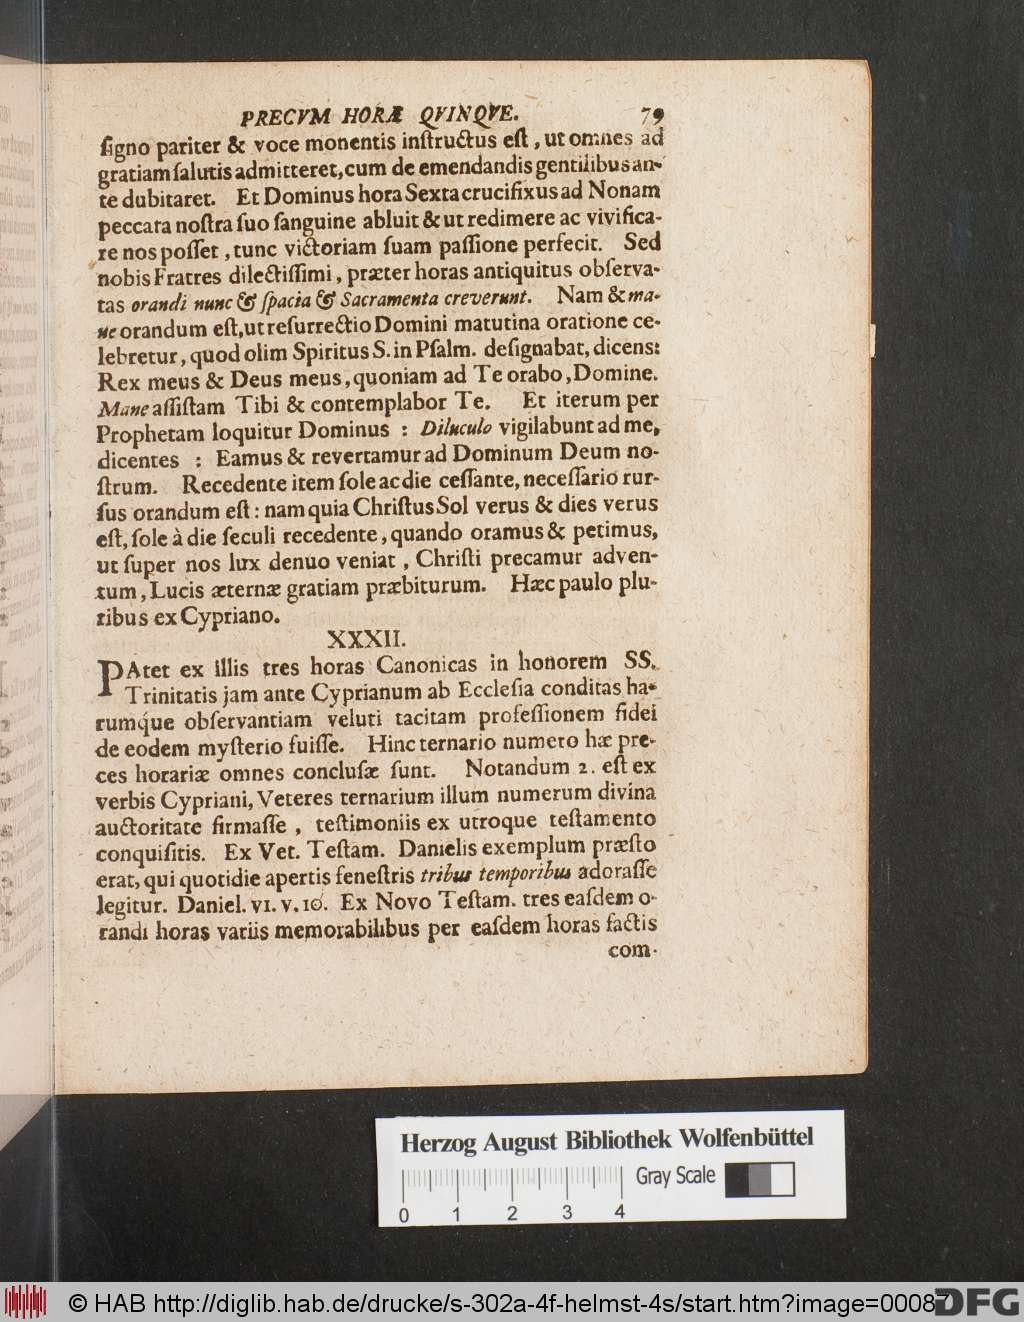 PRECVM HORÆ QVINQVE. 79
ſigno pariter & voce monentis inſtructus eſt, ut omnes ad
gratiam ſalutis admitteret, cum de emendandis gentilibus an-
te dubitaret. Et Dominus hora Sexta crucifixus ad Nonam
peccata noſtra ſuo ſanguine abluit & ut redimere ac vivifica-
re nos poſſet, tunc victoriam ſuam paſſione perfecit. Sed
nobis Fratres dilectiſſimi, præter horas antiquitus obſerva-
tas orandi nunc & ſpacia & Sacramenta creverunt. Nam & ma-
ne orandum eſt, ut reſurrectio Domini matutina oratione ce-
lebretur, quod olim Spiritus S. in Pſalm. deſignabat, dicens:
Rex meus & Deus meus, quoniam ad Te orabo, Domine.
Mane aſſiſtam Tibi & contemplabor Te. Et iterum per
Prophetam loquitur Dominus : Diluculo vigilabunt ad me,
dicentes : Eamus & revertamur ad Dominum Deum no-
ſtrum. Recedente item ſole ac die ceſſante, neceſſario rur-
ſus orandum eſt: nam quia Chriſtus Sol verus & dies verus
eſt, ſole à die ſeculi recedente, quando oramus & petimus,
ut ſuper nos lux denuo veniat, Chriſti precamur adven-
tum, Lucis æternæ gratiam præbiturum. Hæc paulo plu-
ribus ex Cypriano.
XXXII.
PAtet ex illis tres horas Canonicas in honorem SS.
Trinitatis jam ante Cyprianum ab Eccleſia conditas ha-
rumq́ue obſervantiam veluti tacitam profeſſionem fidei
de eodem myſterio fuiſſe. Hinc ternario numero hæ pre-
ces horariæ omnes concluſæ ſunt. Notandum 2. eſt ex
verbis Cypriani, Veteres ternarium illum numerum divina
auctoritate firmaſſe, teſtimoniis ex utroque teſtamento
conquiſitis. Ex Vet. Teſtam. Danielis exemplum præſto
erat, qui quotidie apertis feneſtris tribus temporibus adoraſſe
legitur. Daniel. VI. v. 10. Ex Novo Teſtam. tres eaſdem o-
randi horas variis memorabilibus per eaſdem horas factis
com-
Herzog August Bibliothek Wolfenbüttel
Gray Scale
0 1 2 3 4
© HAB http://diglib.hab.de/drucke/s-302a-4f-helmst-4s/start.htm?image=00087
DFG